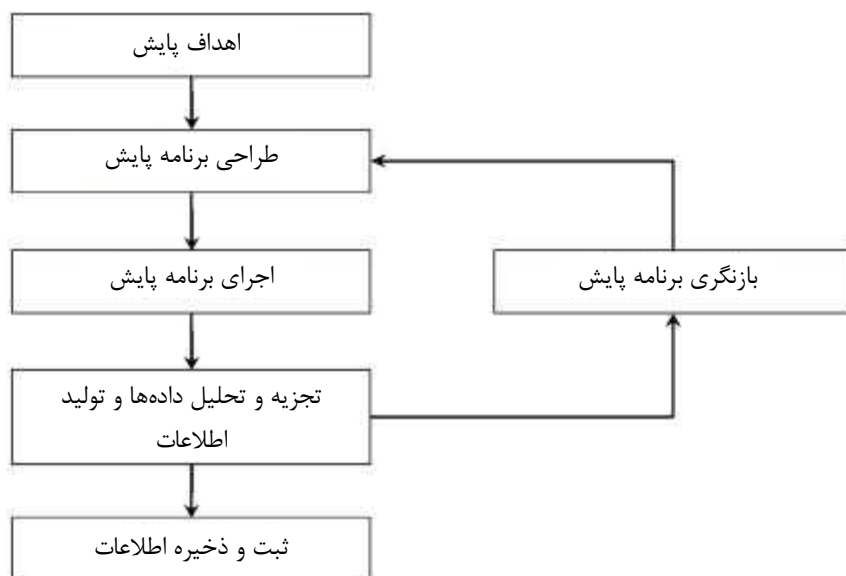 اهداف پایش
طراحی برنامه پایش
اجرای برنامه پایش
بازنگری برنامه پایش
تجزیه و تحلیل داده‌ها و تولید
اطلاعات
ثبت و ذخیره اطلاعات